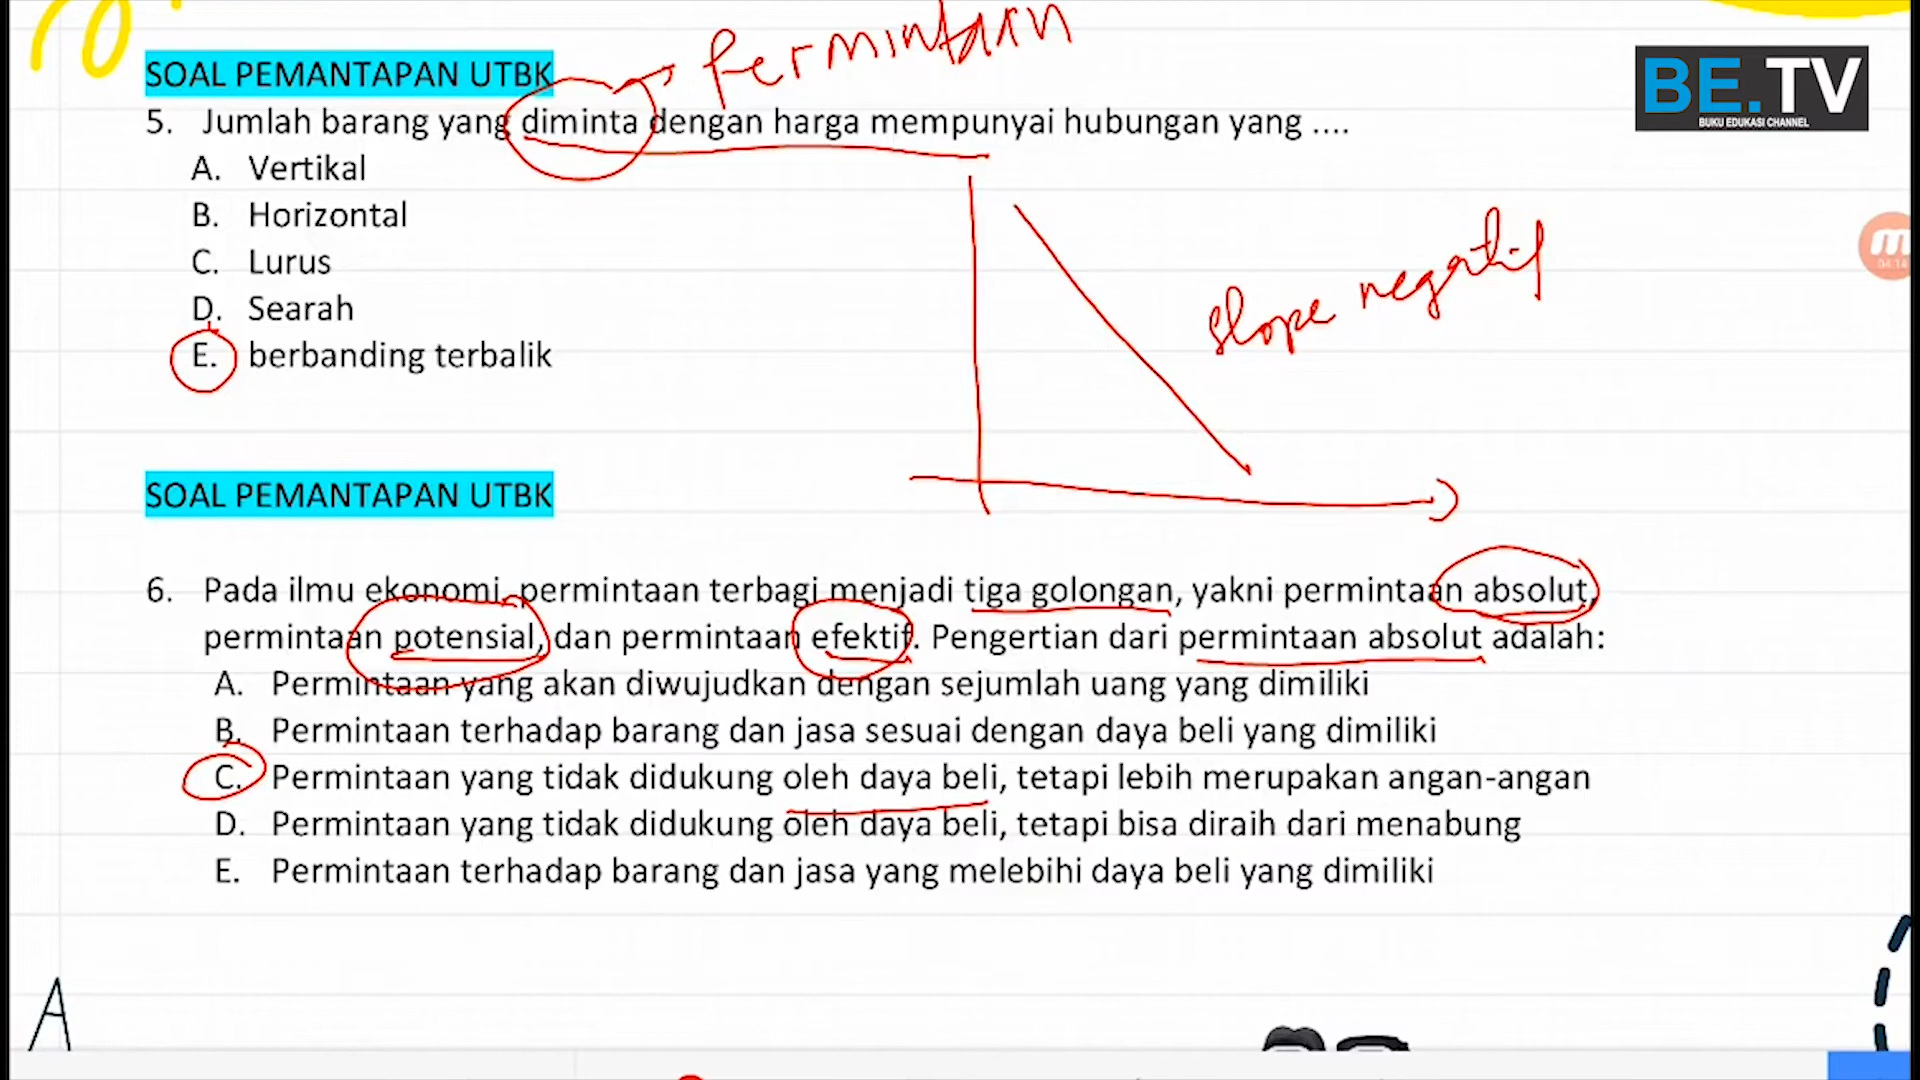 Permintaan
SOAL PEMANTAPAN UTBK
BE.TV
BUKU EDUKASI CHANNEL
5. Jumlah barang yang diminta dengan harga mempunyai hubungan yang ....
A. Vertikal
B. Horizontal
C. Lurus
D. Searah
E. berbanding terbalik
slope negatif
04:14
SOAL PEMANTAPAN UTBK
6. Pada ilmu ekonomi, permintaan terbagi menjadi tiga golongan, yakni permintaan absolut,
permintaan potensial, dan permintaan efektif. Pengertian dari permintaan absolut adalah:
A. Permintaan yang akan diwujudkan dengan sejumlah uang yang dimiliki
B. Permintaan terhadap barang dan jasa sesuai dengan daya beli yang dimiliki
C. Permintaan yang tidak didukung oleh daya beli, tetapi lebih merupakan angan-angan
D. Permintaan yang tidak didukung oleh daya beli, tetapi bisa diraih dari menabung
E. Permintaan terhadap barang dan jasa yang melebihi daya beli yang dimiliki
A